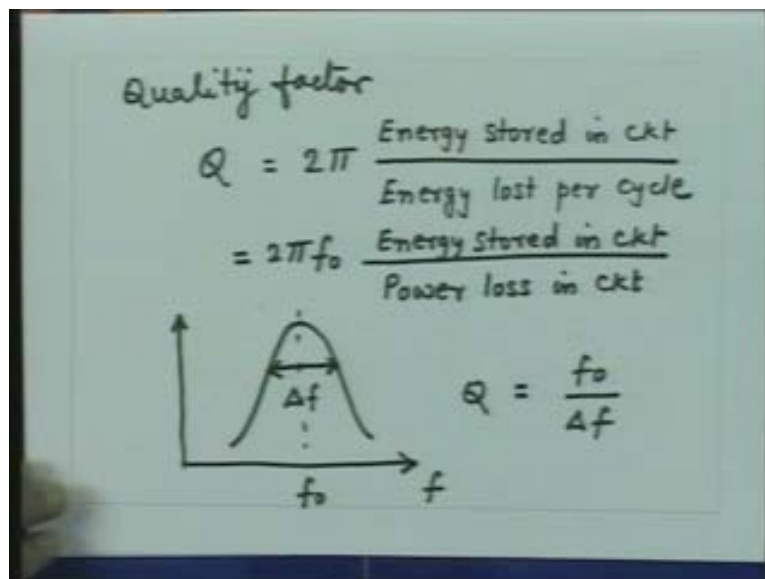 Quality factor
Q = 2π Energy stored in ckt / Energy lost per cycle
= 2πf₀ Energy stored in ckt / Power loss in ckt
Δf
Q = f₀ / Δf
f₀
f